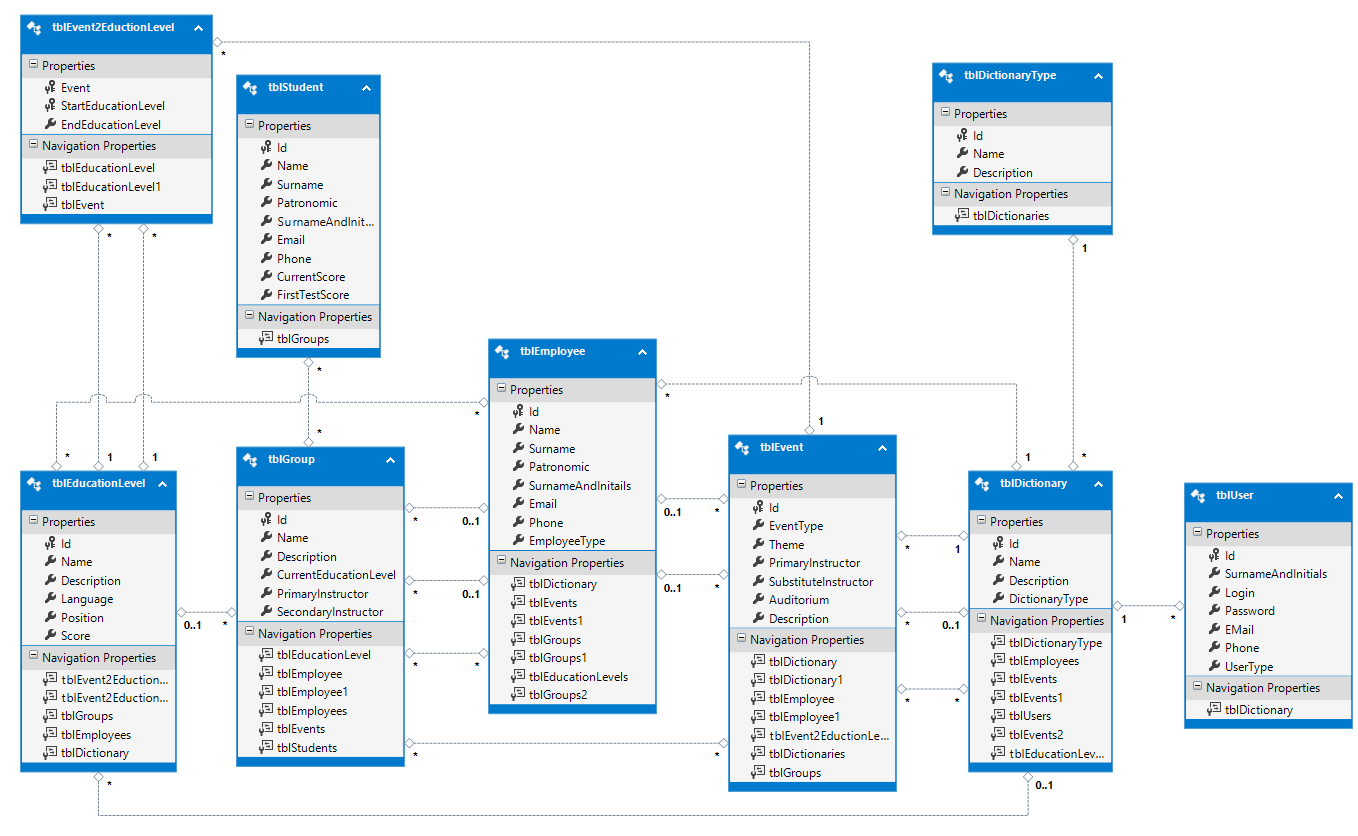 tblEvent2EductionLevel
Properties
Event
StartEducationLevel
EndEducationLevel
Navigation Properties
tblEducationLevel
tblEducationLevel1
tblEvent
*
*
*
tblStudent
Properties
Id
Name
Surname
Patronomic
SurnameAndInit...
Email
Phone
CurrentScore
FirstTestScore
Navigation Properties
tblGroups
*
*
tblDictionaryType
Properties
Id
Name
Description
Navigation Properties
tblDictionaries
1
*
tblEmployee
Properties
Id
Name
Surname
Patronomic
SurnameAndInitails
Email
Phone
EmployeeType
Navigation Properties
tblDictionary
tblEvents
tblEvents1
tblGroups
tblGroups1
tblEducationLevels
tblGroups2
*
*
1
1
*
1
1
tblEducationLevel
Properties
Id
Name
Description
Language
Position
Score
Navigation Properties
tblEvent2Eduction...
tblEvent2Eduction...
tblGroups
tblEmployees
tblDictionary
0..1
*
*
tblGroup
Properties
Id
Name
Description
CurrentEducationLevel
PrimaryInstructor
SecondaryInstructor
Navigation Properties
tblEducationLevel
tblEmployee
tblEmployee1
tblEmployees
tblEvents
tblStudents
*
0..1
*
0..1
*
*
*
*
0..1
*
0..1
*
tblEvent
Properties
Id
EventType
Theme
PrimaryInstructor
SubstituteInstructor
Auditorium
Description
Navigation Properties
tblDictionary
tblDictionary1
tblEmployee
tblEmployee1
tblEvent2EductionLe...
tblDictionaries
tblGroups
*
1
*
0..1
*
*
tblDictionary
Properties
Id
Name
Description
DictionaryType
Navigation Properties
tblDictionaryType
tblEmployees
tblEvents
tblEvents1
tblUsers
tblEvents2
tblEducationLev...
0..1
1
*
tblUser
Properties
Id
SurnameAndInitials
Login
Password
EMail
Phone
UserType
Navigation Properties
tblDictionary